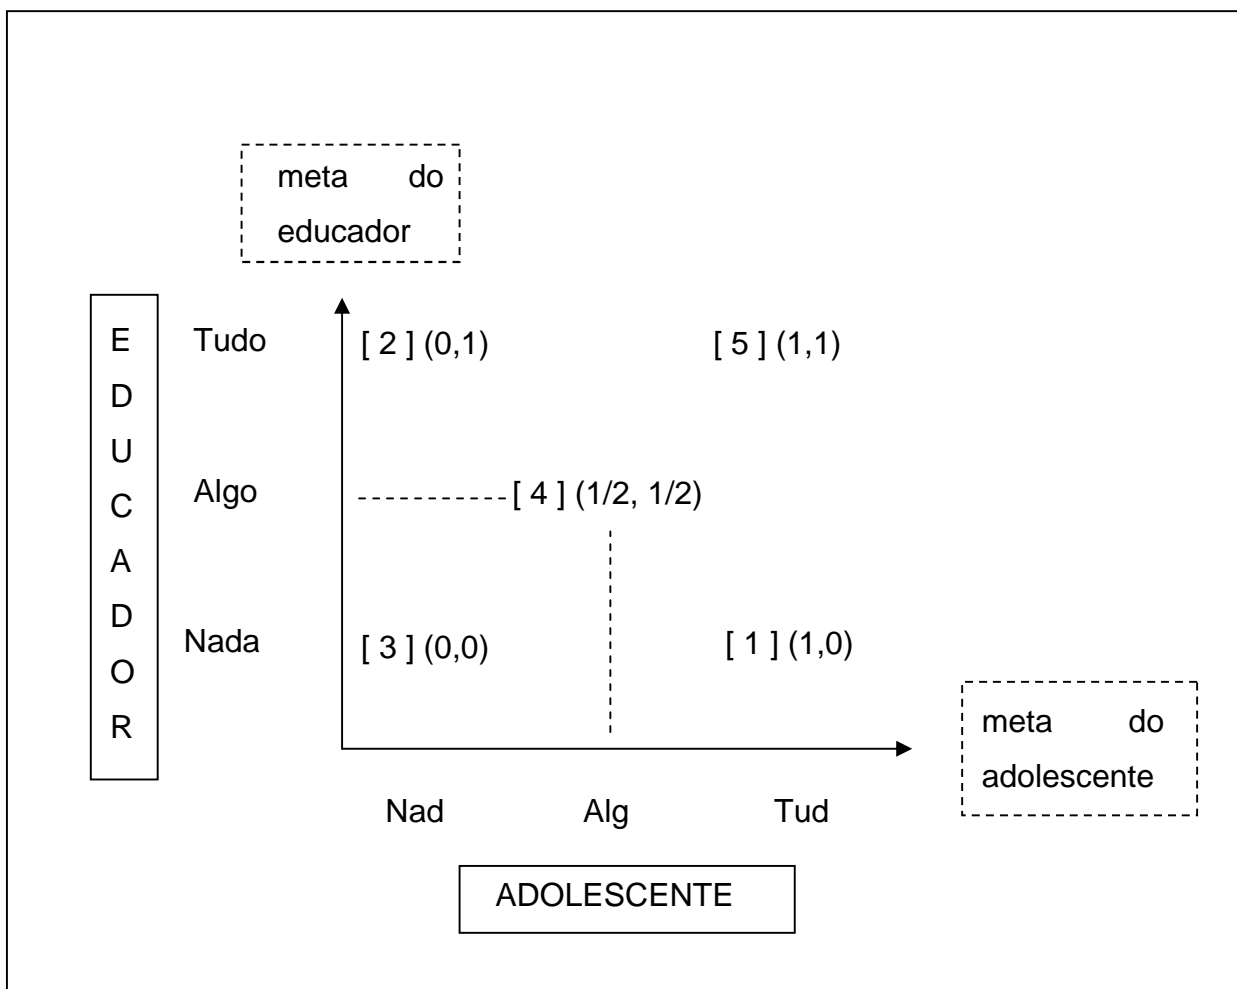 meta do
educador
E
D
U
C
A
D
O
R
Tudo
[ 2 ] (0,1)
[ 5 ] (1,1)
Algo
[ 4 ] (1/2, 1/2)
Nada
[ 3 ] (0,0)
[ 1 ] (1,0)
meta do
adolescente
Nad
Alg
Tud
ADOLESCENTE